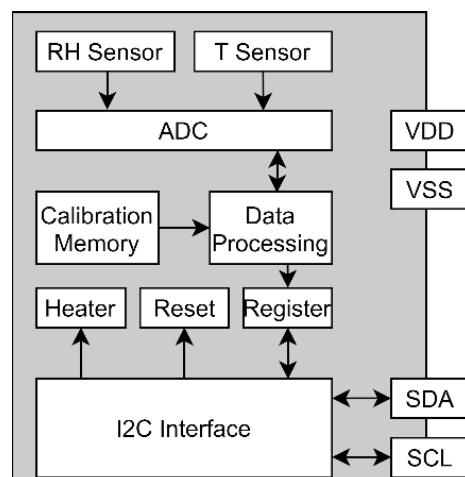 RH Sensor
T Sensor
ADC
VDD
VSS
Calibration
Memory
Data
Processing
Heater
Reset
Register
I2C Interface
SDA
SCL